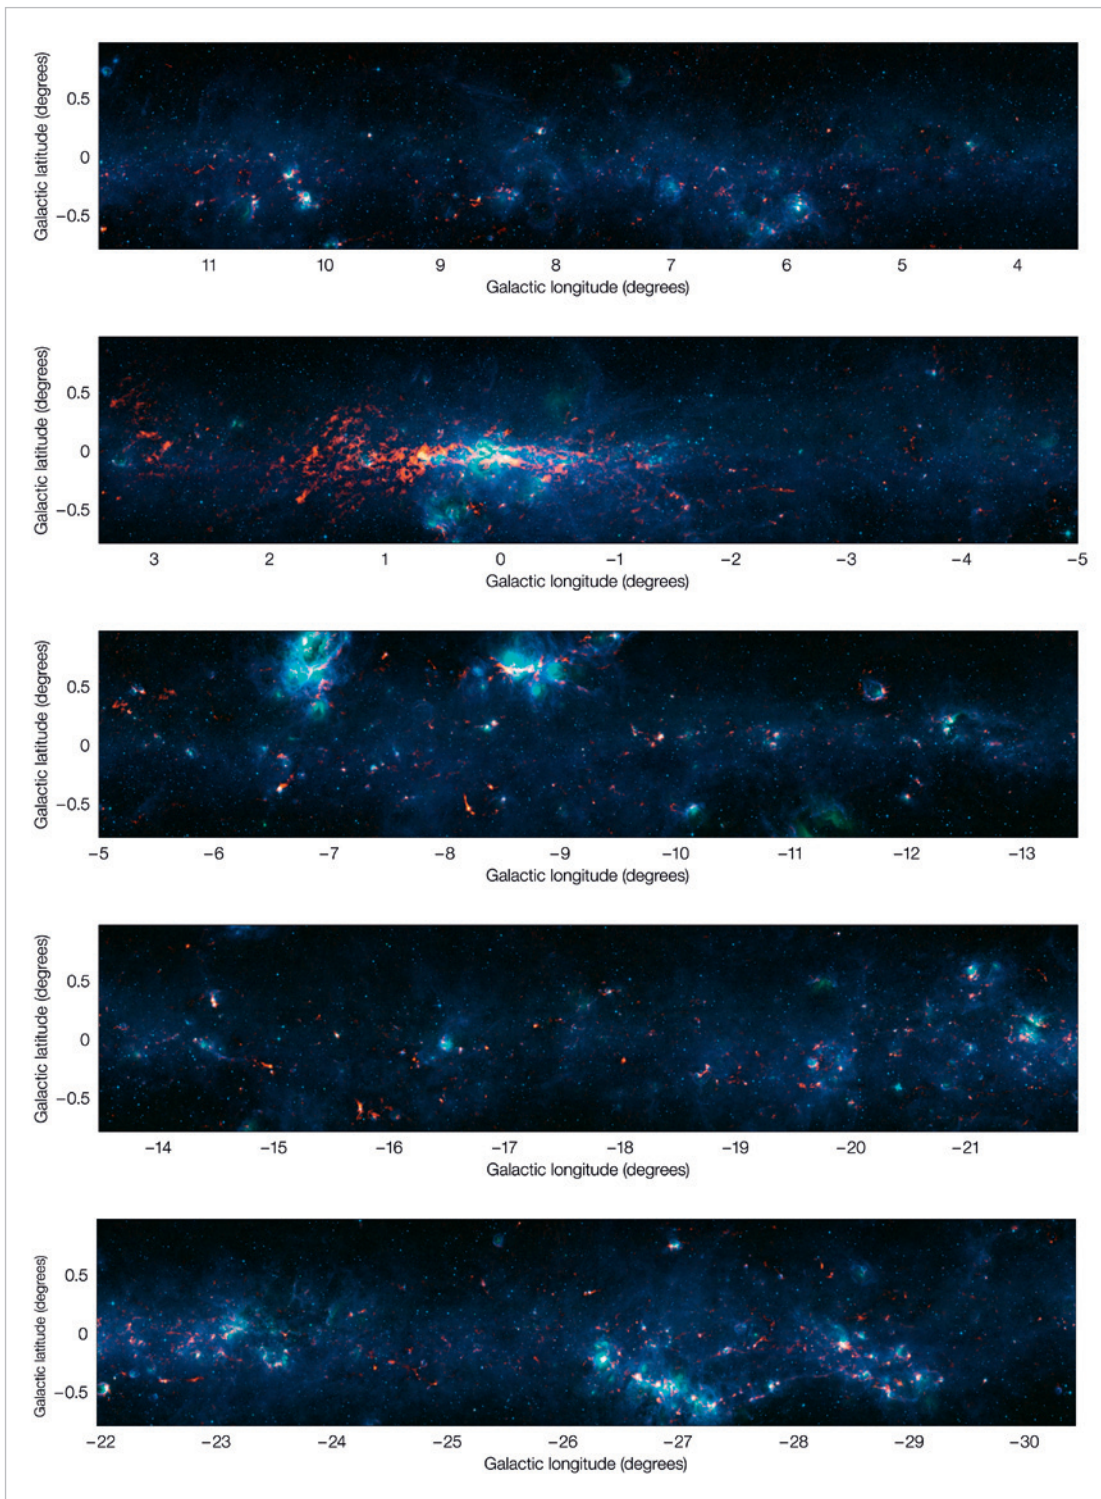 Galactic latitude (degrees)
0.5
0
−0.5
11 10 9 8 7 6 5 4
Galactic longitude (degrees)
Galactic latitude (degrees)
0.5
0
−0.5
3 2 1 0 −1 −2 −3 −4 −5
Galactic longitude (degrees)
Galactic latitude (degrees)
0.5
0
−0.5
−5 −6 −7 −8 −9 −10 −11 −12 −13
Galactic longitude (degrees)
Galactic latitude (degrees)
0.5
0
−0.5
−14 −15 −16 −17 −18 −19 −20 −21
Galactic longitude (degrees)
Galactic latitude (degrees)
0.5
0
−0.5
−22 −23 −24 −25 −26 −27 −28 −29 −30
Galactic longitude (degrees)